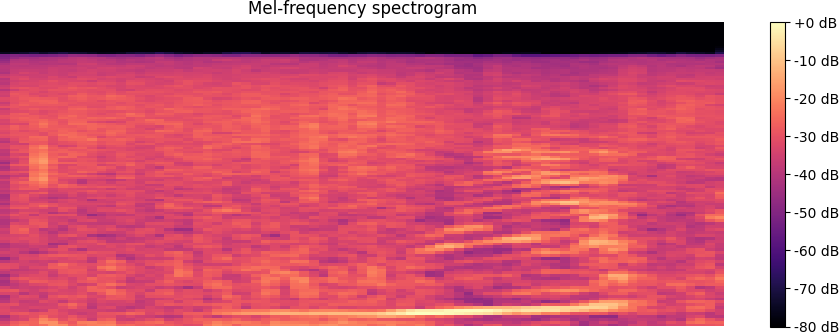 Mel-frequency spectrogram
+0 dB
-10 dB
-20 dB
-30 dB
-40 dB
-50 dB
-60 dB
-70 dB
-80 dB